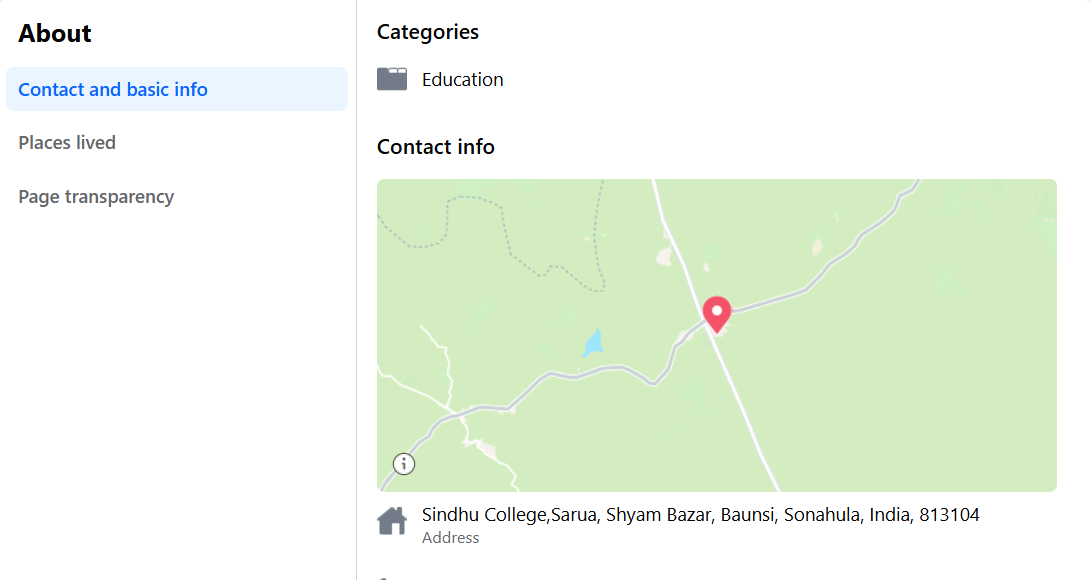 About
Contact and basic info
Places lived
Page transparency
Categories
Education
Contact info
Sindhu College,Sarua, Shyam Bazar, Baunsi, Sonahula, India, 813104
Address